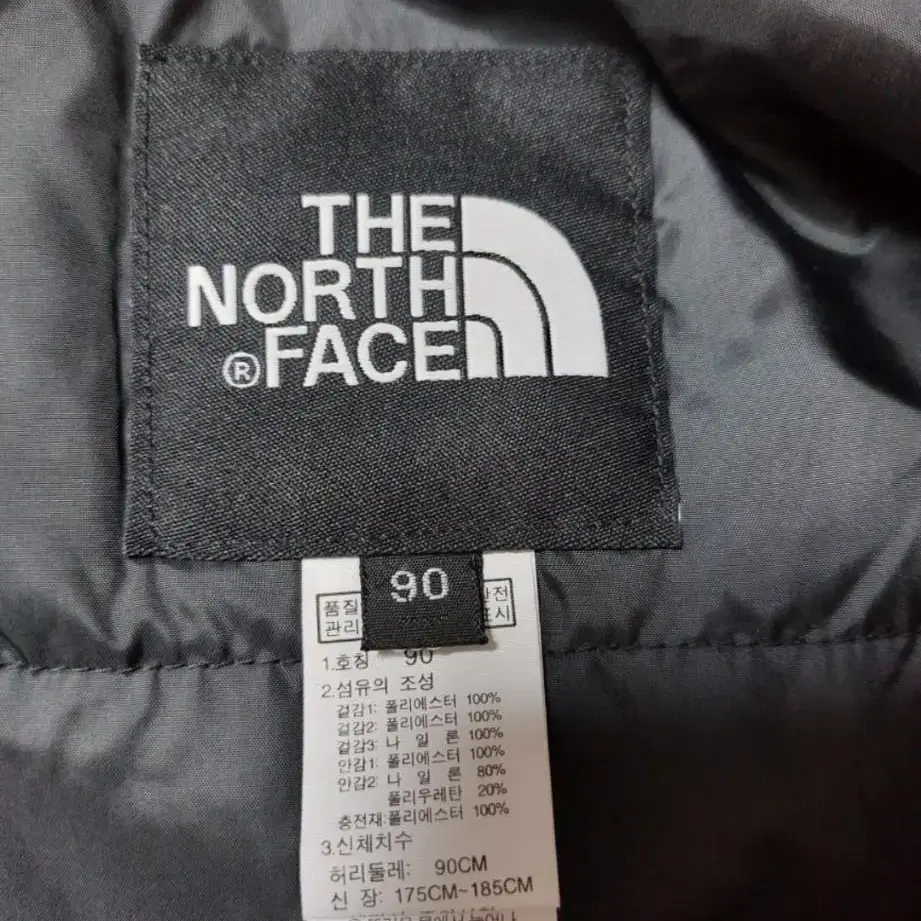 THE
NORTH
®FACE
90
품질
관리
표시
1.호칭 90
2.섬유의 조성
겉감1: 폴리에스터 100%
겉감2: 폴리에스터 100%
겉감3: 나 일 론 100%
안감1: 폴리에스터 100%
안감2: 나 일 론 80%
폴리우레탄 20%
충전재:폴리에스터 100%
3.신체치수
허리둘레: 90CM
신 장: 175CM~185CM